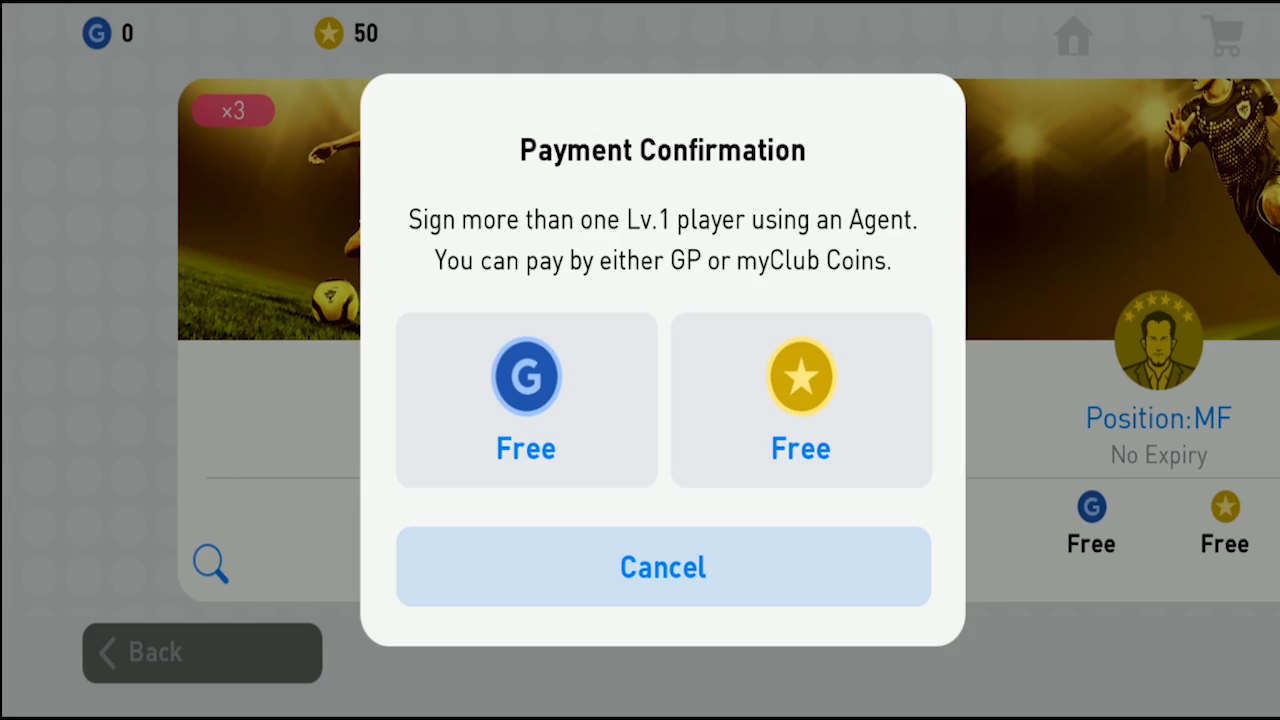 G 0
50
x3
Payment Confirmation
Sign more than one Lv.1 player using an Agent.
You can pay by either GP or myClub Coins.
G
Free
Free
Cancel
Position:MF
No Expiry
G
Free
Free
Back